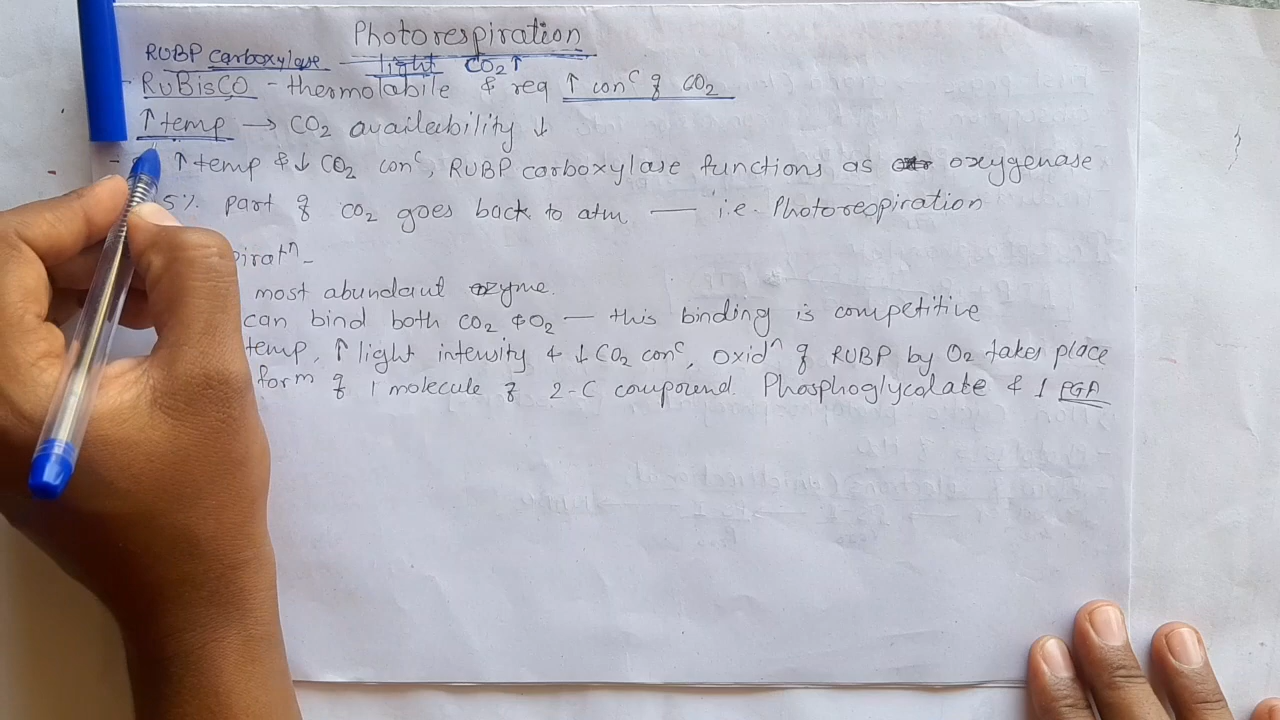 Photorespiration
RUBP carboxylase light CO2 ↑
- RuBisCO - thermolabile & req ↑ conc of CO2
↑ temp → CO2 availability ↓
- ↑ temp & ↓ CO2 conc, RUBP carboxylase functions as oxygenase
5% part of CO2 goes back to atm — i.e. Photorespiration
piratn -
most abundant enzyme.
can bind both CO2 & O2 — this binding is competitive
temp, ↑ light intensity & ↓ CO2 conc, oxidn of RUBP by O2 takes place
form of 1 molecule of 2-C compound Phosphoglycolate & 1 PGA